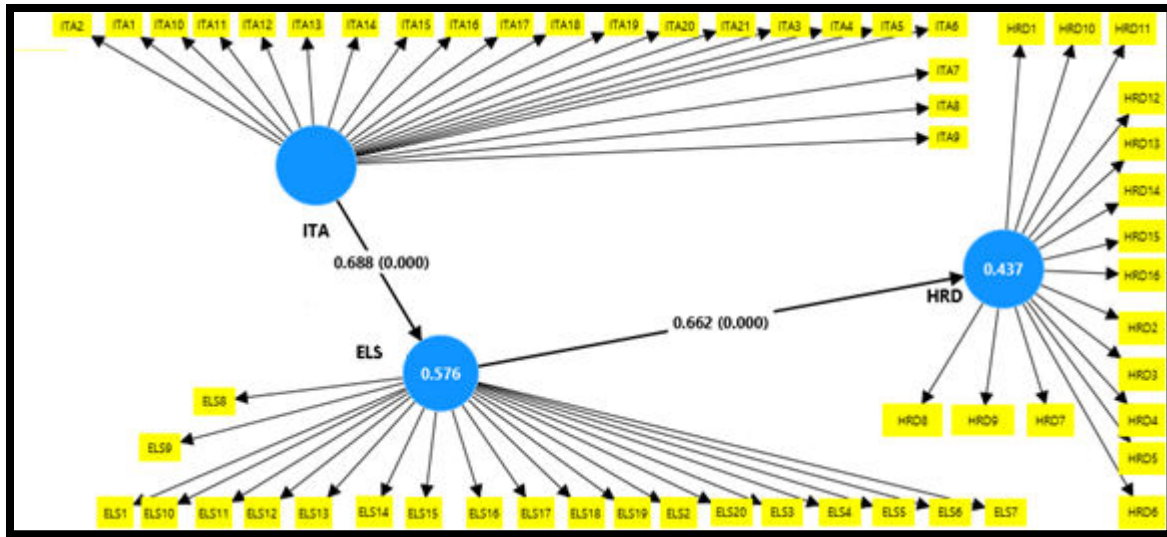 ITA2 ITA1 ITA10 ITA11 ITA12 ITA13 ITA14 ITA15 ITA16 ITA17 ITA18 ITA19 ITA20 ITA21 ITA3 ITA4 ITA5 ITA6 HRD1 HRD10 HRD11
ITA7
HRD12
ITA8
ITA9
HRD13
HRD14
ITA
HRD15
0.688 (0.000)
0.437
HRD16
HRD
0.662 (0.000)
HRD2
ELS
0.576
HRD3
ELS8
HRD8 HRD9 HRD7 HRD4
ELS9
HRD5
ELS1 ELS10 ELS11 ELS12 ELS13 ELS14 ELS15 ELS16 ELS17 ELS18 ELS19 ELS2 ELS20 ELS3 ELS4 ELS5 ELS6 ELS7 HRD6